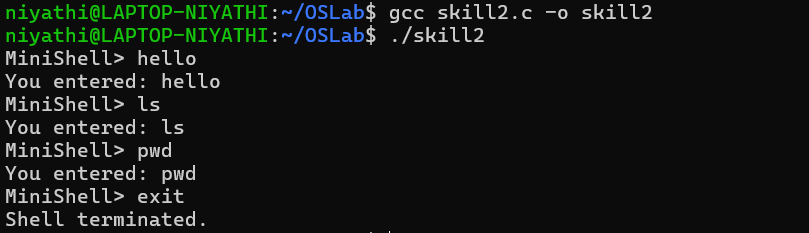 niyathi@LAPTOP-NIYATHI:~/OSLab$ gcc skill2.c -o skill2
niyathi@LAPTOP-NIYATHI:~/OSLab$ ./skill2
MiniShell> hello
You entered: hello
MiniShell> ls
You entered: ls
MiniShell> pwd
You entered: pwd
MiniShell> exit
Shell terminated.